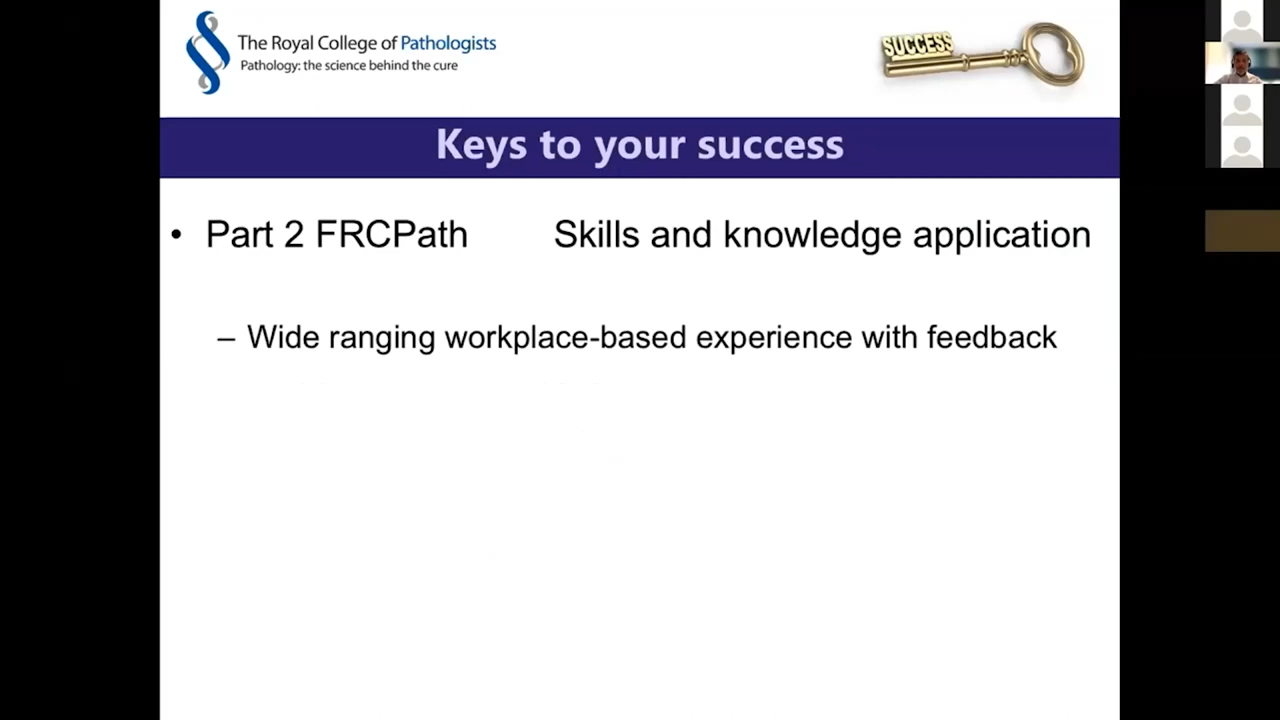 The Royal College of Pathologists
Pathology: the science behind the cure
SUCCESS
Keys to your success
• Part 2 FRCPath Skills and knowledge application
– Wide ranging workplace-based experience with feedback